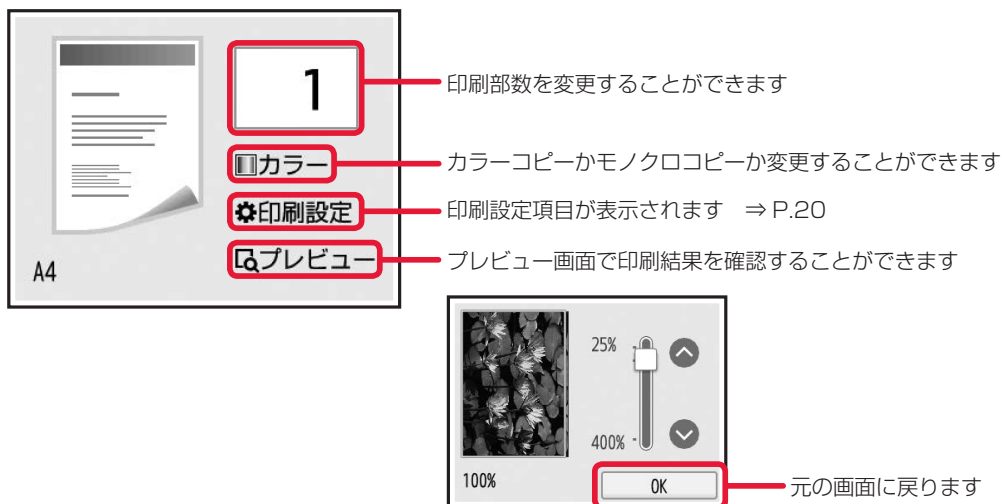 1
印刷部数を変更することができます
カラー
カラーコピーかモノクロコピーか変更することができます
印刷設定
印刷設定項目が表示されます ⇒ P.20
プレビュー
プレビュー画面で印刷結果を確認することができます
A4
25%
400%
100%
OK
元の画面に戻ります